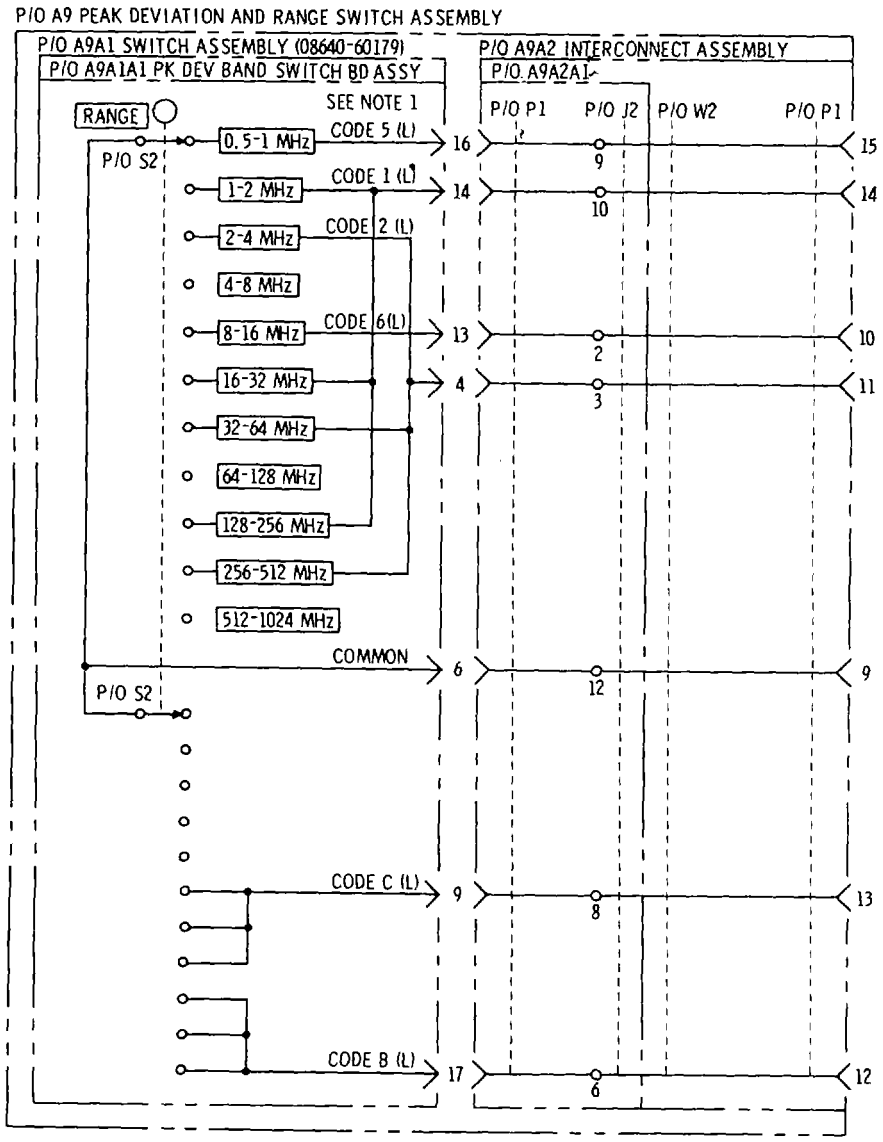 P/O A9 PEAK DEVIATION AND RANGE SWITCH ASSEMBLY
P/O A9A1 SWITCH ASSEMBLY (08640-60179)
P/O A9A2 INTERCONNECT ASSEMBLY
P/O A9A1A1 PK DEV BAND SWITCH BD ASSY
P/O A9A2A1
SEE NOTE 1
P/O P1 P/O J2 P/O W2 P/O P1
RANGE
P/O S2
0.5-1 MHz CODE 5 (L) 16 9 15
1-2 MHz CODE 1 (L) 14 10 14
2-4 MHz CODE 2 (L)
4-8 MHz
8-16 MHz CODE 6(L) 13 2 10
16-32 MHz 4 3 11
32-64 MHz
64-128 MHz
128-256 MHz
256-512 MHz
512-1024 MHz
COMMON 6 12 9
P/O S2
CODE C (L) 9 8 13
CODE B (L) 17 6 12